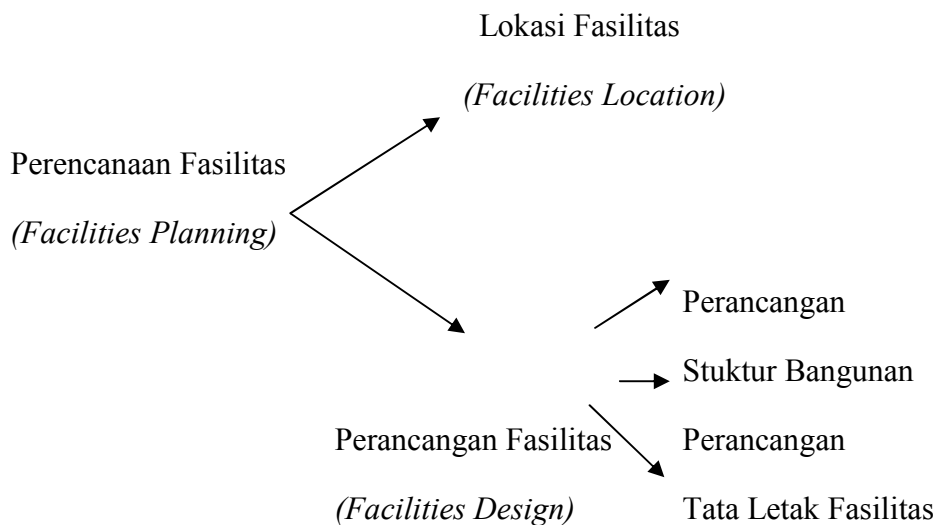 Lokasi Fasilitas
(Facilities Location)
Perencanaan Fasilitas
(Facilities Planning)
Perancangan
Stuktur Bangunan
Perancangan Fasilitas
(Facilities Design)
Perancangan
Tata Letak Fasilitas